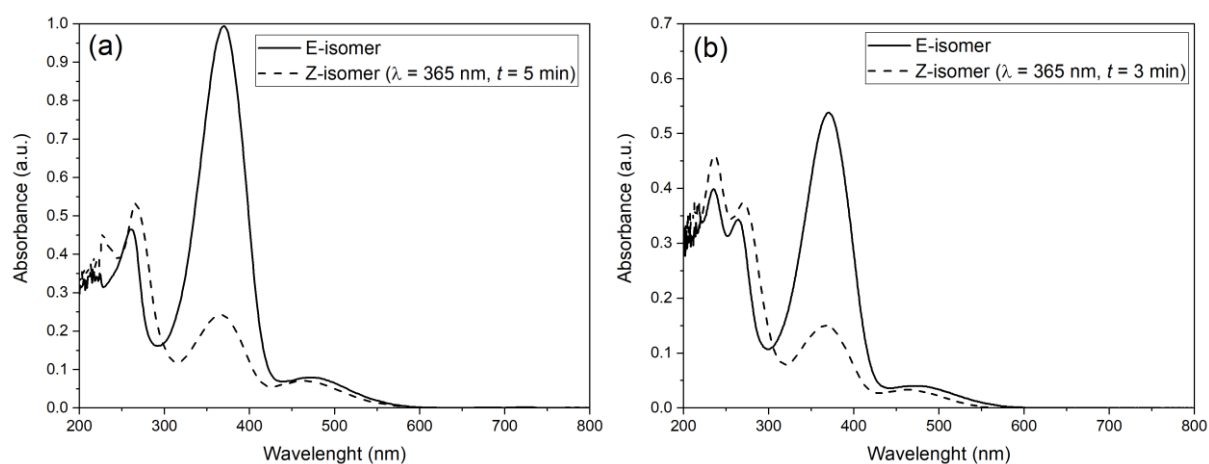 (a)
E-isomer
Z-isomer (λ = 365 nm, t = 5 min)
Absorbance (a.u.)
1.0
0.9
0.8
0.7
0.6
0.5
0.4
0.3
0.2
0.1
0.0
200 300 400 500 600 700 800
Wavelenght (nm)
(b)
E-isomer
Z-isomer (λ = 365 nm, t = 3 min)
Absorbance (a.u.)
0.7
0.6
0.5
0.4
0.3
0.2
0.1
0.0
200 300 400 500 600 700 800
Wavelenght (nm)